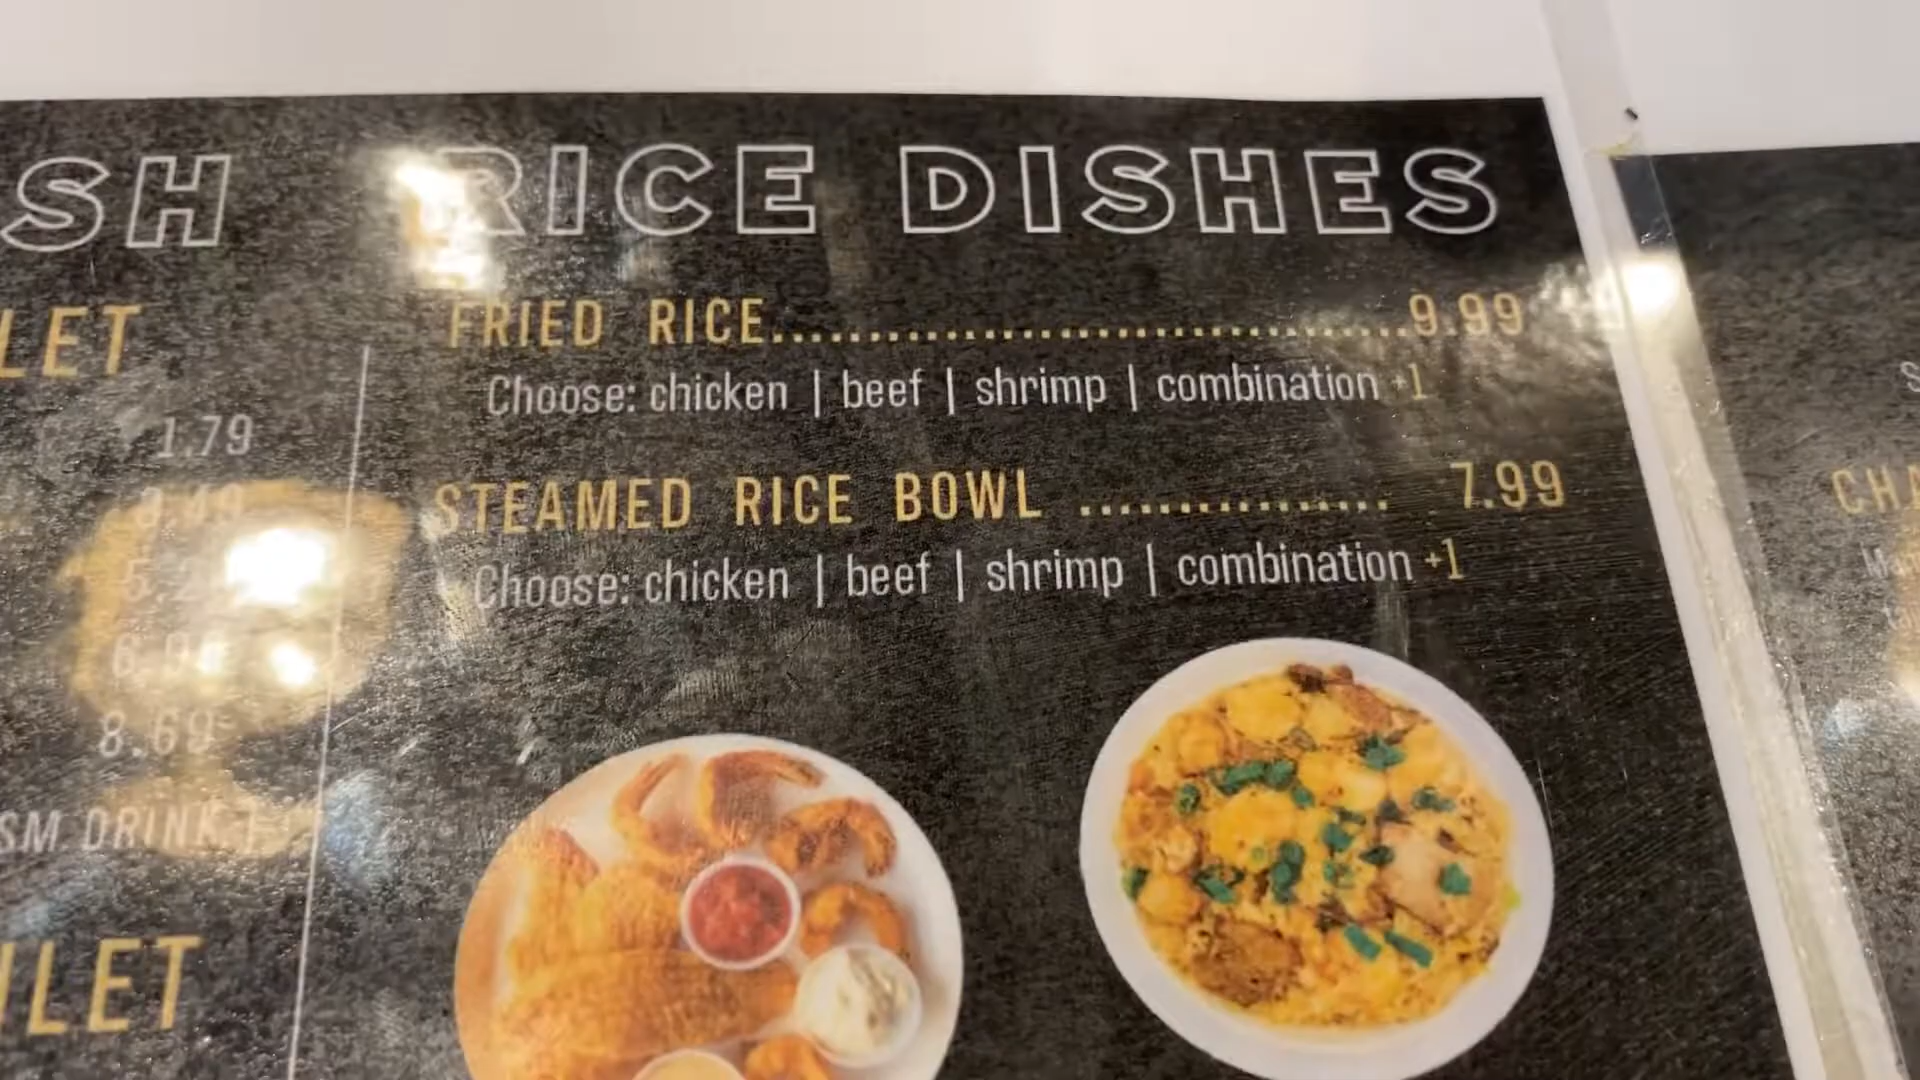 SH
LET
1.79
8.69
SM DRINK
LET
RICE DISHES
FRIED RICE........................................9.99
Choose: chicken | beef | shrimp | combination +1
STEAMED RICE BOWL ................ 7.99
Choose: chicken | beef | shrimp | combination +1
CHA